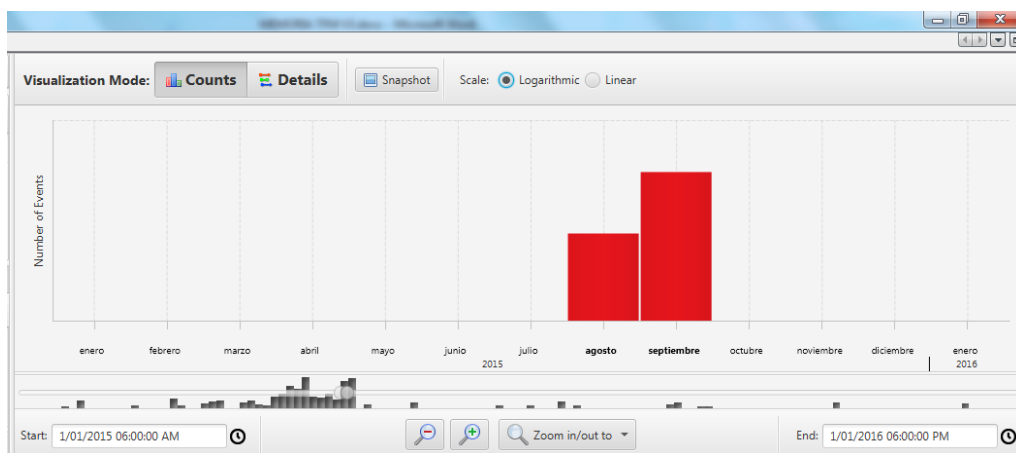 Visualization Mode: Counts Details Snapshot Scale: Logarithmic Linear
Number of Events
enero febrero marzo abril mayo junio julio agosto septiembre octubre noviembre diciembre enero
2015 2016
Start: 1/01/2015 06:00:00 AM Zoom in/out to End: 1/01/2016 06:00:00 PM